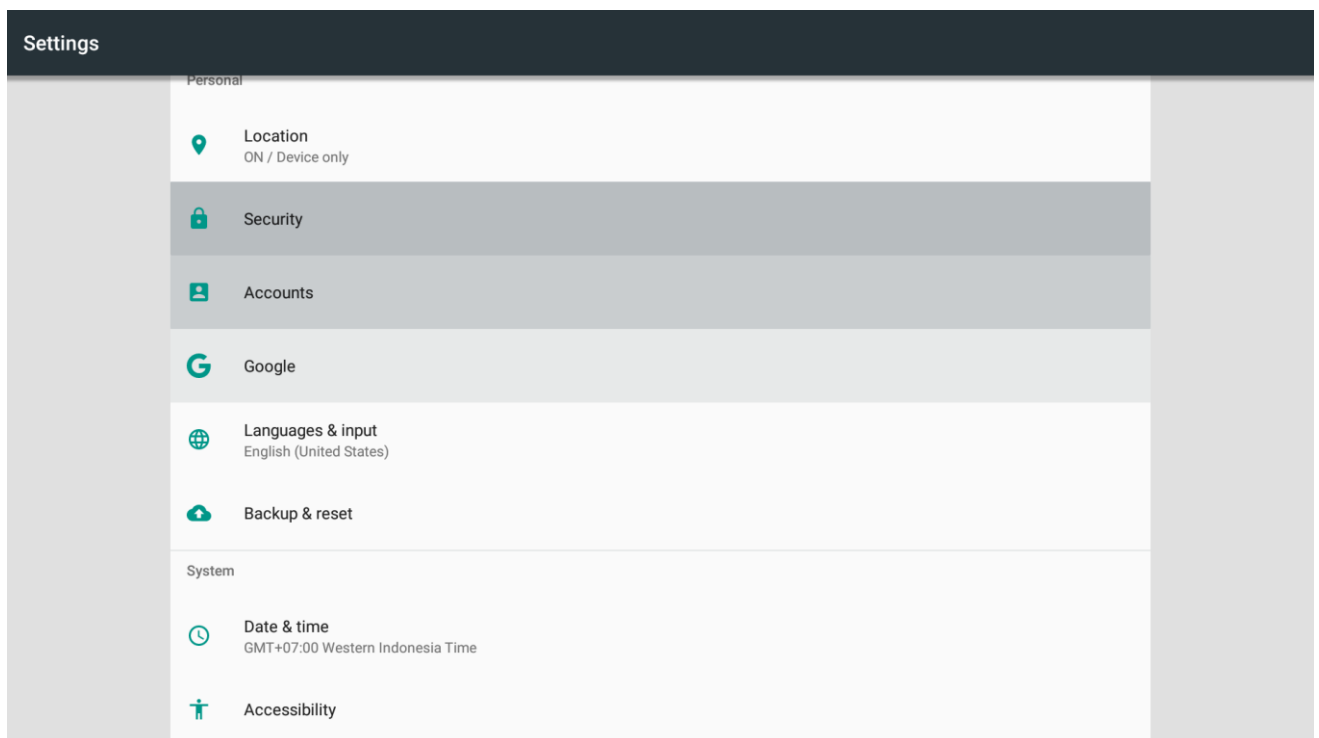 Settings
Personal
Location
ON / Device only
Security
Accounts
Google
Languages & input
English (United States)
Backup & reset
System
Date & time
GMT+07:00 Western Indonesia Time
Accessibility